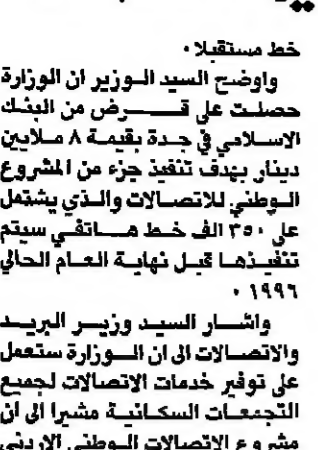 خط مستقبلا ٠
واوضح السيد الوزير ان الوزارة
حصلت على قرض من البنك
الاسلامي في جدة بقيمة ٨ ملايين
دينار بهدف تنفيذ جزء من المشروع
الوطني للاتصالات والذي يشتمل
على ٣٥٠ الف خط هاتفي سيتم
تنفيذها قبل نهاية العام الحالي
١٩٩٦ ٠
واشار السيد وزير البريد
والاتصالات الى ان الوزارة ستعمل
على توفير خدمات الاتصالات لجميع
التجمعات السكانية مشيرا الى ان
مشروع الاتصالات الوطني الاردني